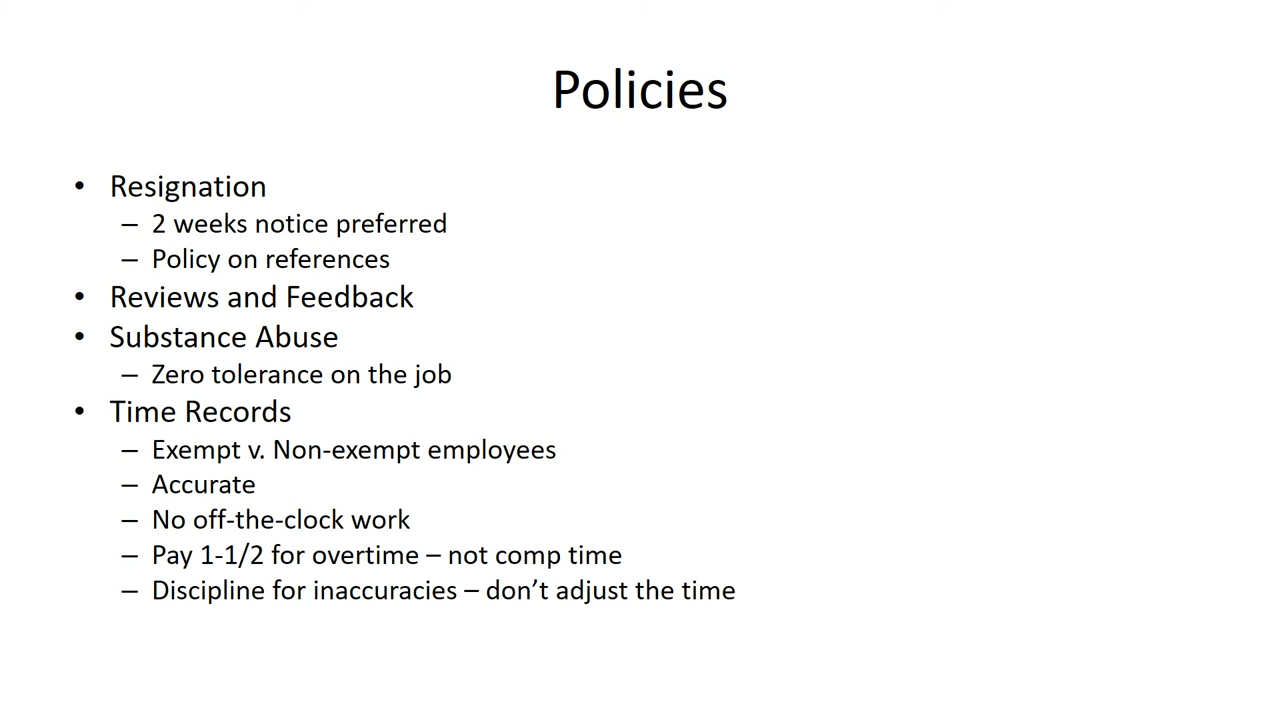 Policies
• Resignation
– 2 weeks notice preferred
– Policy on references
• Reviews and Feedback
• Substance Abuse
– Zero tolerance on the job
• Time Records
– Exempt v. Non-exempt employees
– Accurate
– No off-the-clock work
– Pay 1-1/2 for overtime – not comp time
– Discipline for inaccuracies – don’t adjust the time